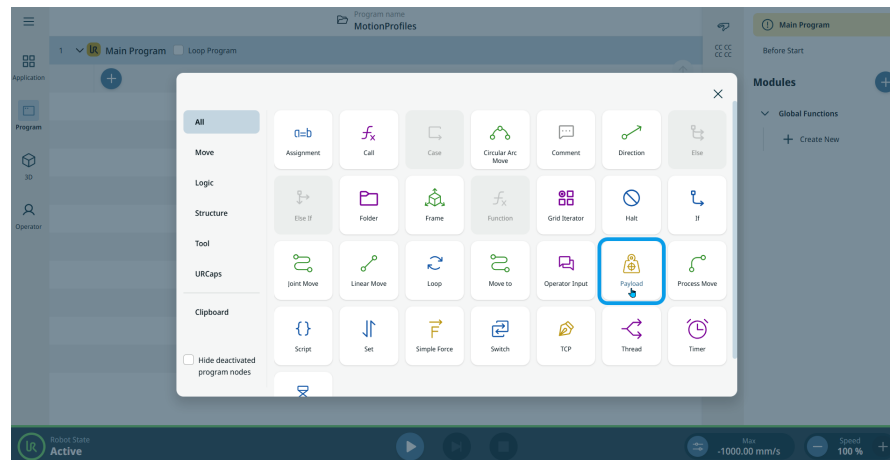 Program name
MotionProfiles
Main Program
1 UR Main Program Loop Program
CC CC
CC CC
Before Start
Application
Modules
All
a=b
fx
Assignment Call Case Circular Arc Move Comment Direction Else
Global Functions
Program
Move
Create New
3D
Logic
fx
Else If Folder Frame Function Grid Iterator Halt If
Structure
Operator
Tool
URCaps
Joint Move Linear Move Loop Move to Operator Input Payload Process Move
Clipboard
{} F
Script Set Simple Force Switch TCP Thread Timer
Hide deactivated
program nodes
UR
Robot State
Active
Max
-1000.00 mm/s
Speed
100 %